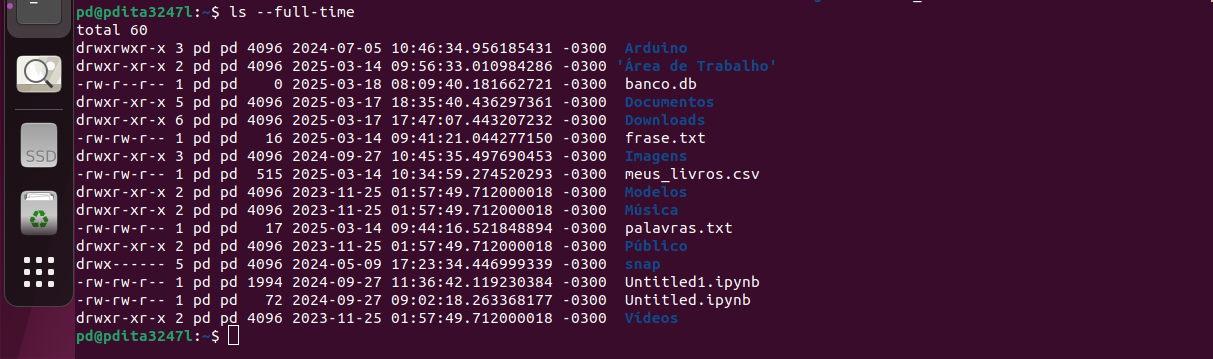 pd@pdita3247l:~$ ls --full-time
total 60
drwxrwxr-x 3 pd pd 4096 2024-07-05 10:46:34.956185431 -0300  Arduino
drwxr-xr-x 2 pd pd 4096 2025-03-14 09:56:33.010984286 -0300 'Área de Trabalho'
-rw-r--r-- 1 pd pd    0 2025-03-18 08:09:40.181662721 -0300  banco.db
drwxr-xr-x 5 pd pd 4096 2025-03-17 18:35:40.436297361 -0300  Documentos
drwxr-xr-x 6 pd pd 4096 2025-03-17 17:47:07.443207232 -0300  Downloads
-rw-rw-r-- 1 pd pd   16 2025-03-14 09:41:21.044277150 -0300  frase.txt
drwxr-xr-x 3 pd pd 4096 2024-09-27 10:45:35.497690453 -0300  Imagens
-rw-rw-r-- 1 pd pd  515 2025-03-14 10:34:59.274520293 -0300  meus_livros.csv
drwxr-xr-x 2 pd pd 4096 2023-11-25 01:57:49.712000018 -0300  Modelos
drwxr-xr-x 2 pd pd 4096 2023-11-25 01:57:49.712000018 -0300  Música
-rw-rw-r-- 1 pd pd   17 2025-03-14 09:44:16.521848894 -0300  palavras.txt
drwxr-xr-x 2 pd pd 4096 2023-11-25 01:57:49.712000018 -0300  Público
drwx------ 5 pd pd 4096 2024-05-09 17:23:34.446999339 -0300  snap
-rw-rw-r-- 1 pd pd 1994 2024-09-27 11:36:42.119230384 -0300  Untitled1.ipynb
-rw-rw-r-- 1 pd pd   72 2024-09-27 09:02:18.263368177 -0300  Untitled.ipynb
drwxr-xr-x 2 pd pd 4096 2023-11-25 01:57:49.712000018 -0300  Vídeos
pd@pdita3247l:~$
SSD